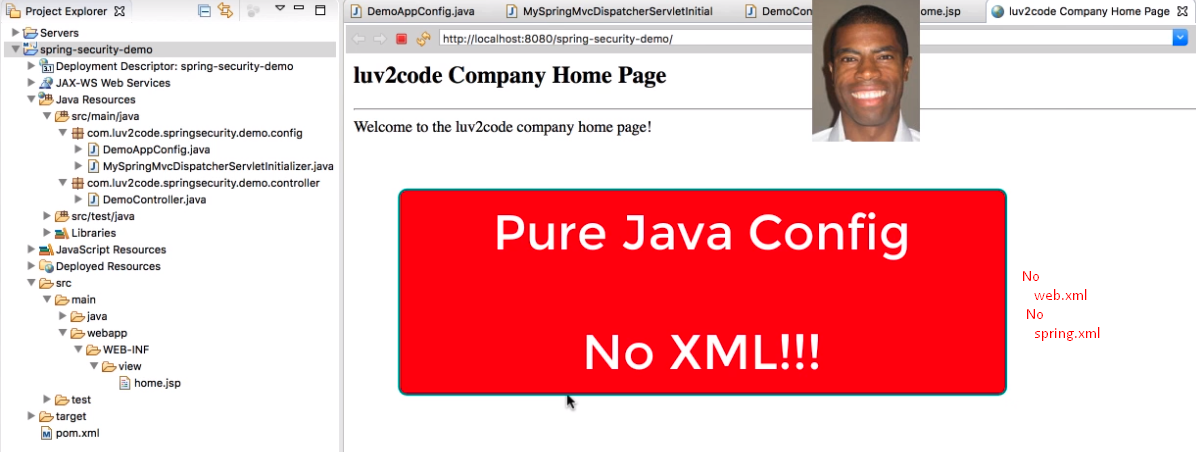 Project Explorer
Servers
spring-security-demo
Deployment Descriptor: spring-security-demo
JAX-WS Web Services
Java Resources
src/main/java
com.luv2code.springsecurity.demo.config
DemoAppConfig.java
MySpringMvcDispatcherServletInitializer.java
com.luv2code.springsecurity.demo.controller
DemoController.java
src/test/java
Libraries
JavaScript Resources
Deployed Resources
src
main
java
webapp
WEB-INF
view
home.jsp
test
target
pom.xml
DemoAppConfig.java MySpringMvcDispatcherServletInitial DemoCon ome.jsp luv2code Company Home Page
http://localhost:8080/spring-security-demo/
luv2code Company Home Page
Welcome to the luv2code company home page!
Pure Java Config
No XML!!!
No
web.xml
No
spring.xml